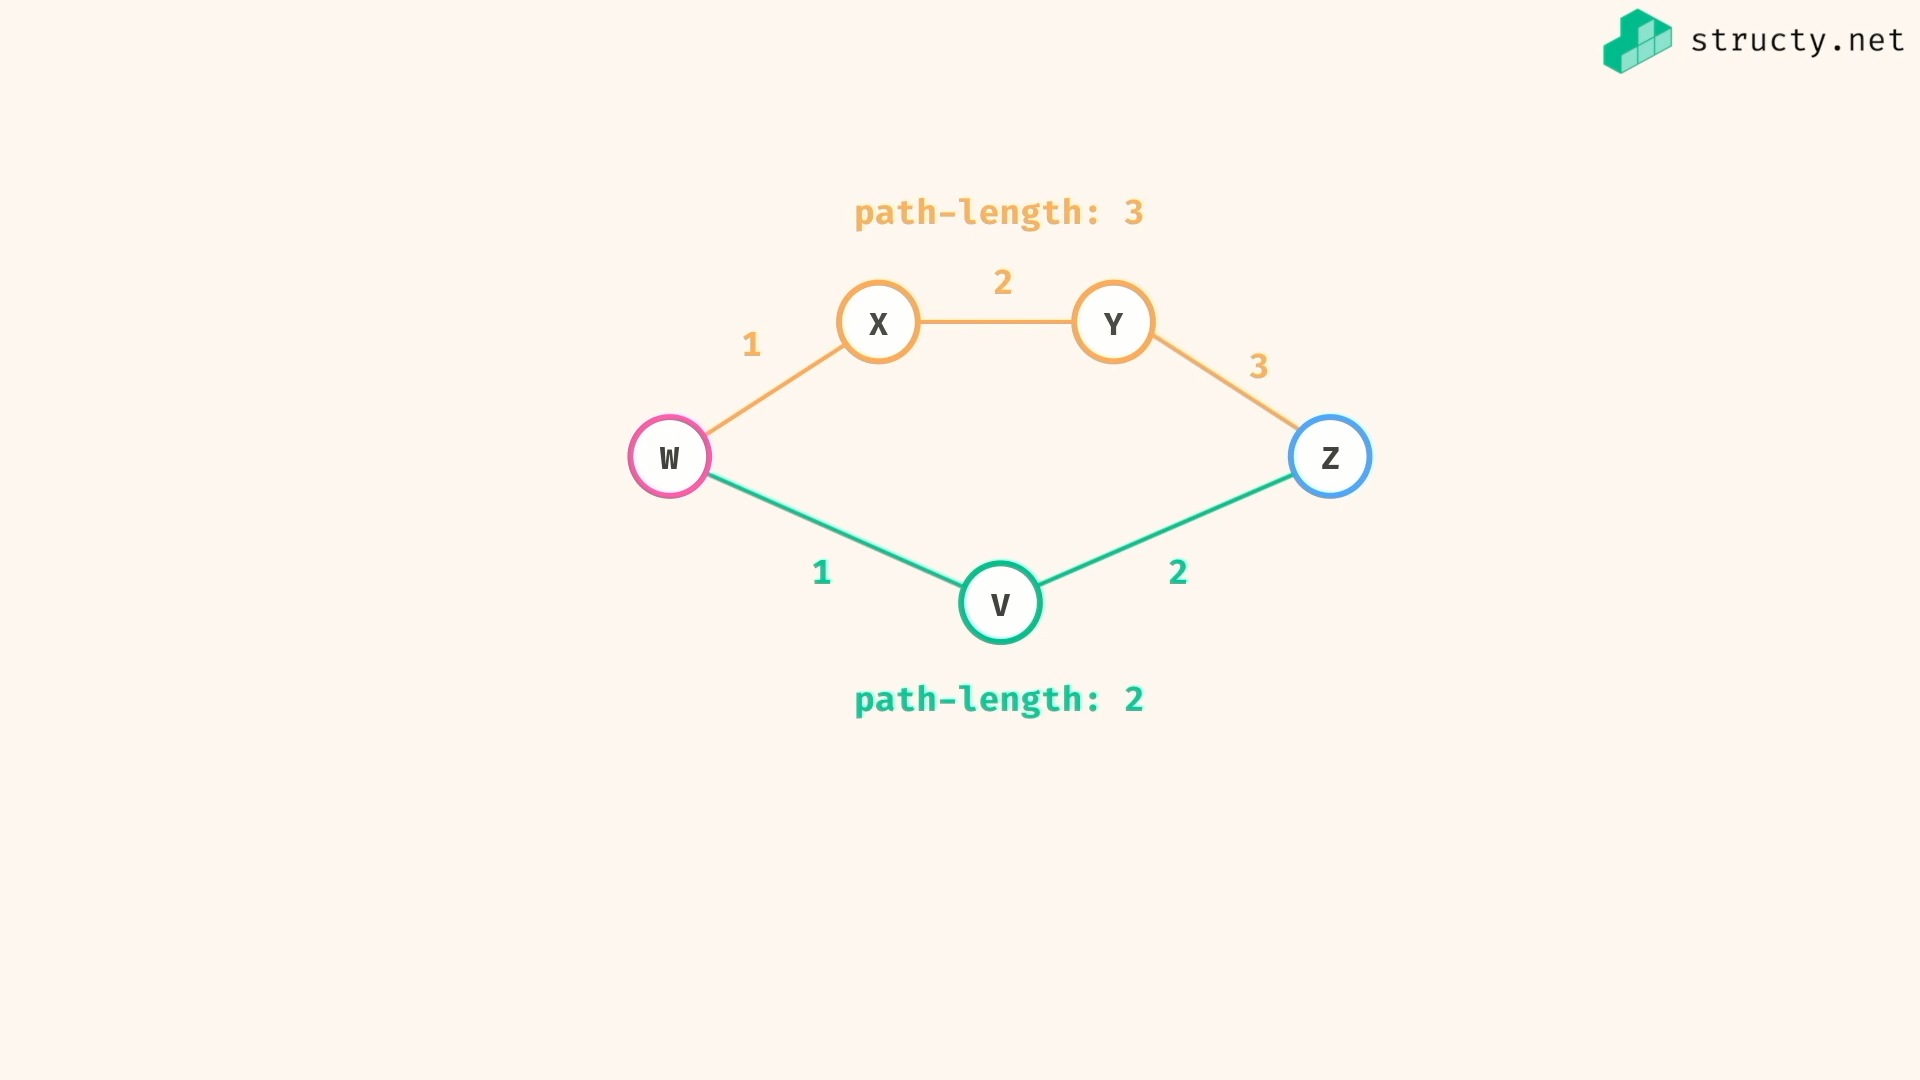 structy.net
path-length: 3
2
1
X
Y
3
W
Z
1
2
V
path-length: 2